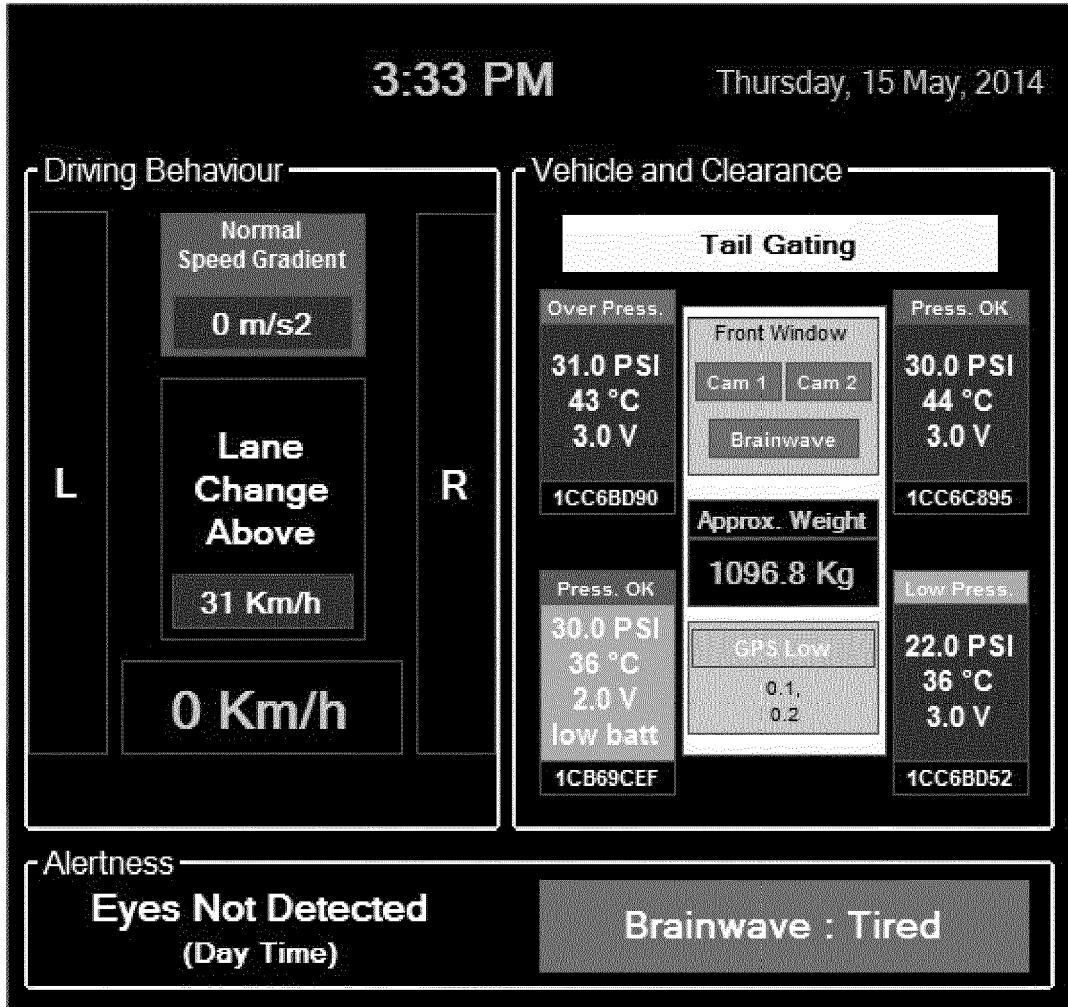 3:33 PM
Thursday, 15 May, 2014
Driving Behaviour
Normal
Speed Gradient
0 m/s2
L
Lane
Change
Above
R
31 Km/h
0 Km/h
Vehicle and Clearance
Tail Gating
Over Press.
31.0 PSI
43 °C
3.0 V
1CC6BD90
Front Window
Cam 1 Cam 2
Brainwave
Press. OK
30.0 PSI
44 °C
3.0 V
1CC6C895
Approx. Weight
1096.8 Kg
Press. OK
30.0 PSI
36 °C
2.0 V
low batt
1CB69CEF
GPS Low
0.1,
0.2
Low Press.
22.0 PSI
36 °C
3.0 V
1CC6BD52
Alertness
Eyes Not Detected
(Day Time)
Brainwave : Tired